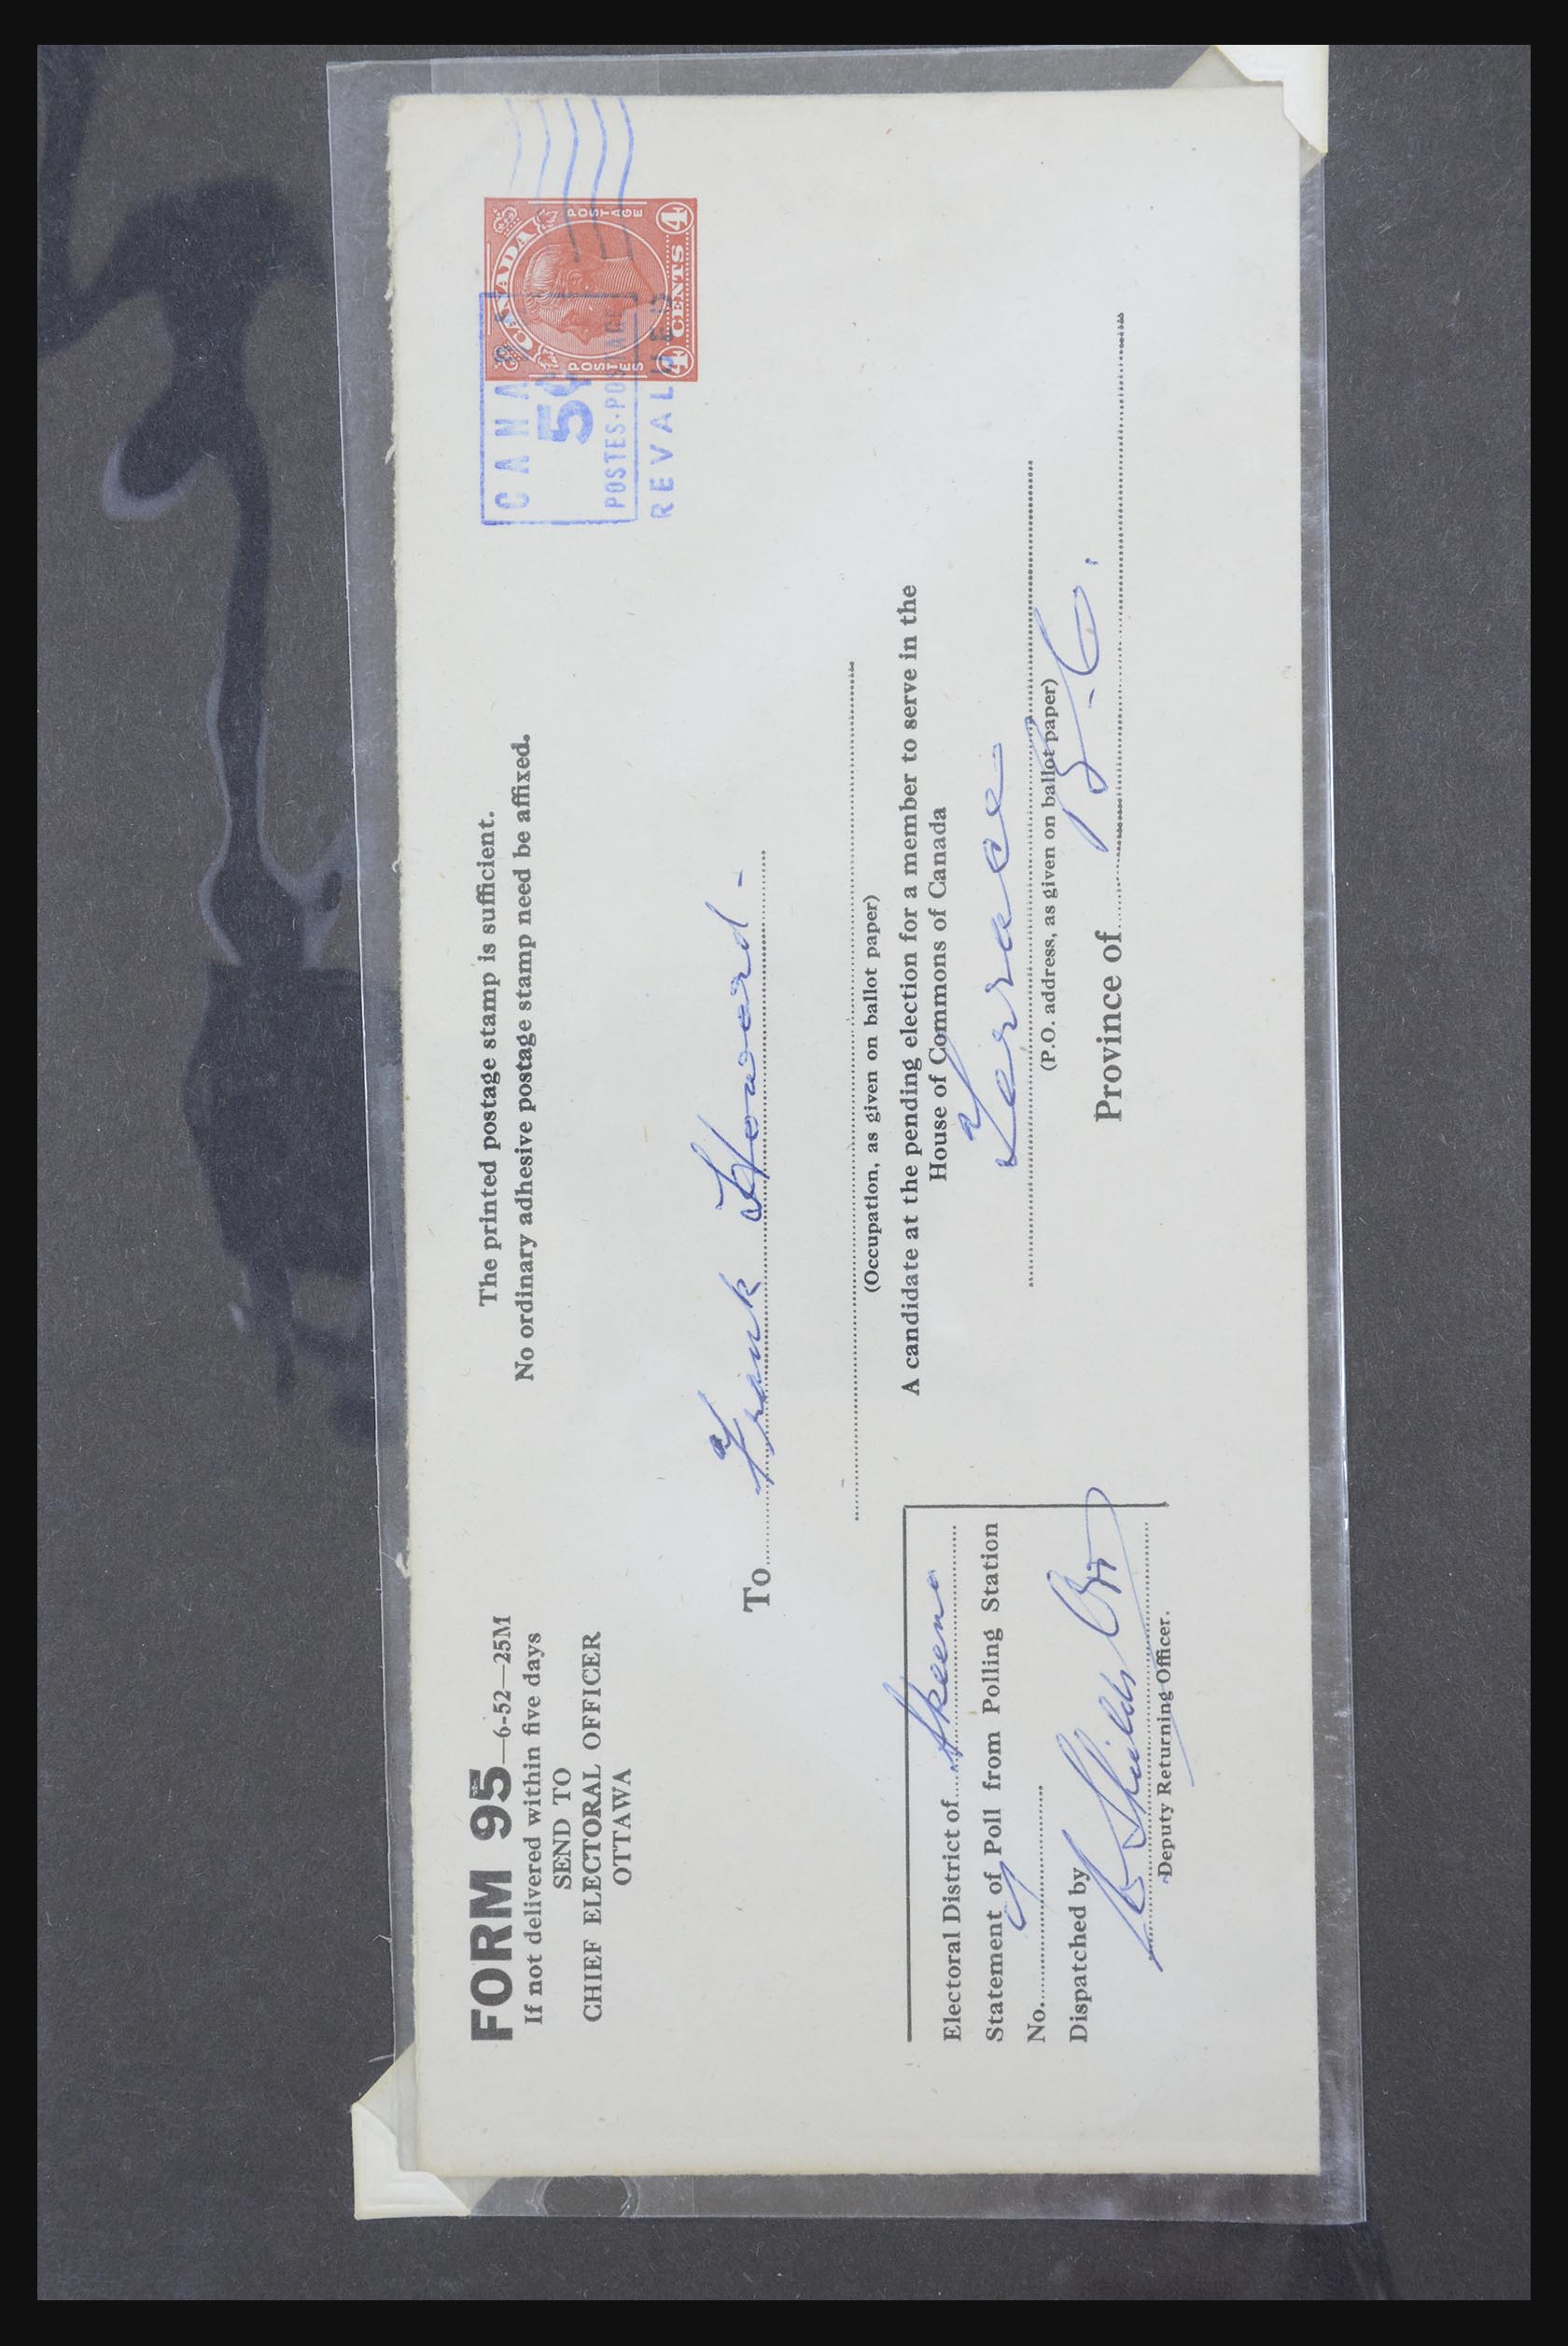 FORM 95—6-52—25M
If not delivered within five days
SEND TO
CHIEF ELECTORAL OFFICER
OTTAWA
The printed postage stamp is sufficient.
No ordinary adhesive postage stamp need be affixed.
CANADA
5¢
POSTES·POSTAGE
REVALUED
CANADA
POSTES POSTAGE
4 CENTS 4
To Frank Howard -
(Occupation, as given on ballot paper)
A candidate at the pending election for a member to serve in the
House of Commons of Canada
Terrace
(P.O. address, as given on ballot paper)
Province of B-C.
Electoral District of Skeena
Statement of Poll from Polling Station
No.
Dispatched by
Shields
Deputy Returning Officer.